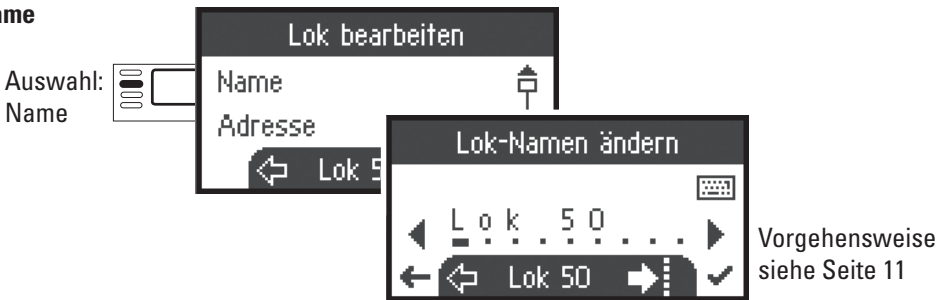 ame
Lok bearbeiten
Auswahl:
Name
Name
Adresse
Lok 5
Lok-Namen ändern
Lok 50
Lok 50
Vorgehensweise
siehe Seite 11